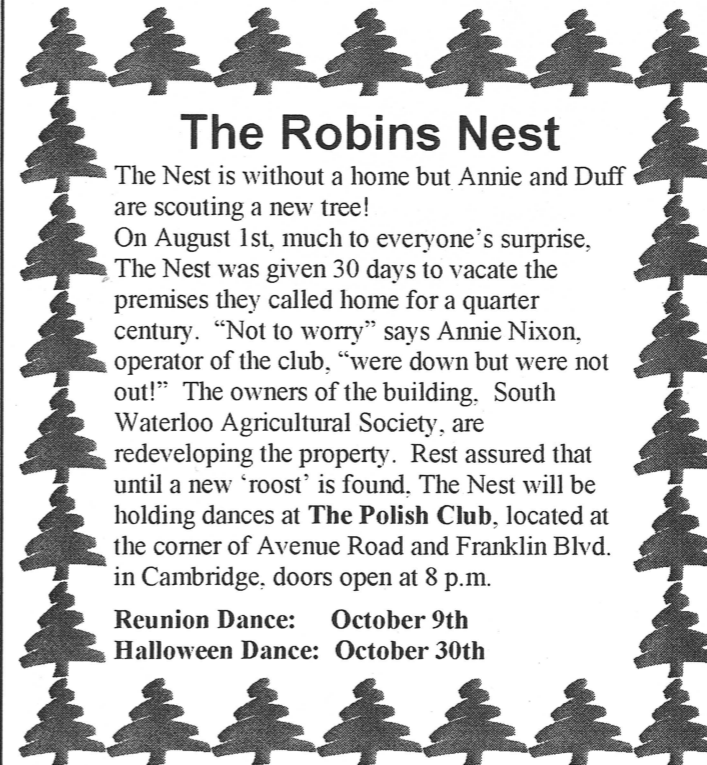 The Robins Nest
The Nest is without a home but Annie and Duff
are scouting a new tree!
On August 1st, much to everyone's surprise,
The Nest was given 30 days to vacate the
premises they called home for a quarter
century. “Not to worry” says Annie Nixon,
operator of the club, “were down but were not
out!” The owners of the building, South
Waterloo Agricultural Society, are
redeveloping the property. Rest assured that
until a new ‘roost’ is found, The Nest will be
holding dances at The Polish Club, located at
the corner of Avenue Road and Franklin Blvd.
in Cambridge, doors open at 8 p.m.
Reunion Dance: October 9th
Halloween Dance: October 30th